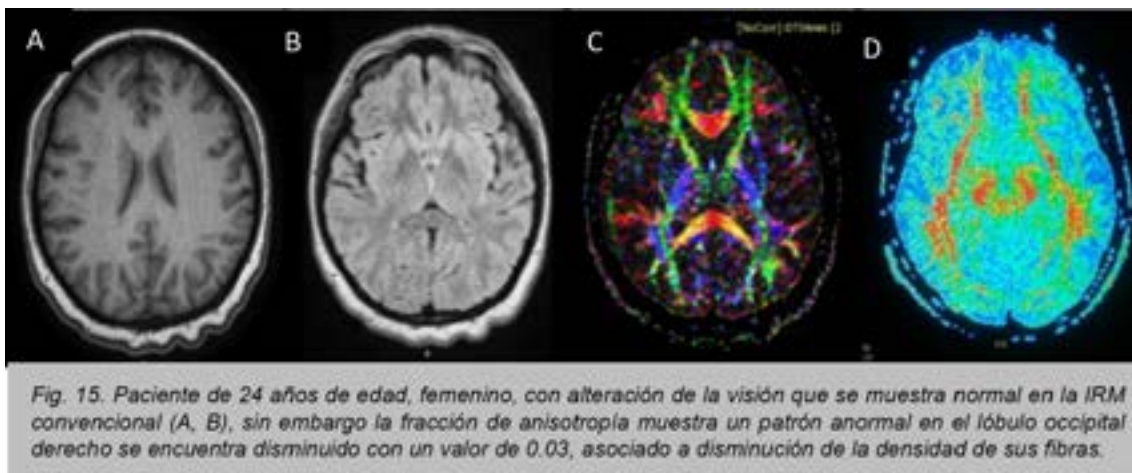 A B C D
Fig. 15. Paciente de 24 años de edad, femenino, con alteración de la visión que se muestra normal en la IRM
convencional (A, B), sin embargo la fracción de anisotropía muestra un patrón anormal en el lóbulo occipital
derecho se encuentra disminuido con un valor de 0.03, asociado a disminución de la densidad de sus fibras.